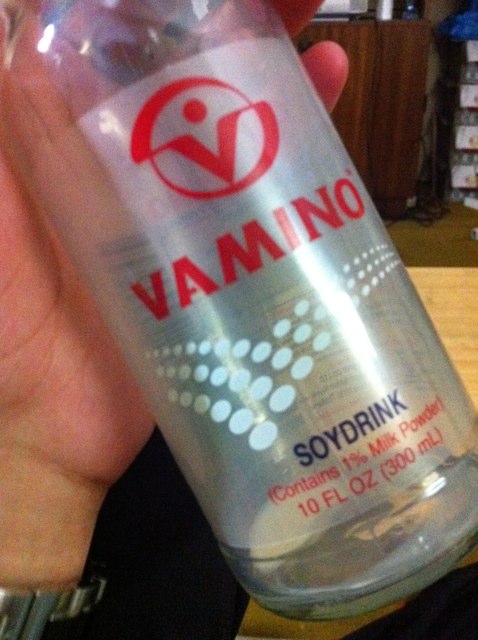 VAMINO
SOYDRINK
(Contains 1% Milk Powder)
10 FL OZ (300 mL)